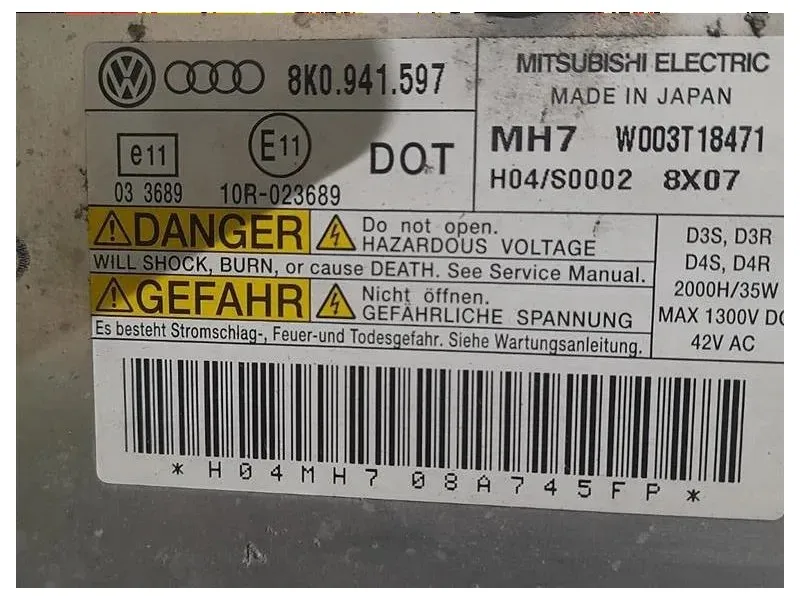 8K0.941.597
MITSUBISHI ELECTRIC
MADE IN JAPAN
e11
E11
DOT
03 3689
10R-023689
MH7 W003T18471
H04/S0002 8X07
DANGER
Do not open.
HAZARDOUS VOLTAGE
WILL SHOCK, BURN, or cause DEATH. See Service Manual.
GEFAHR
Nicht öffnen.
GEFÄHRLICHE SPANNUNG
Es besteht Stromschlag-, Feuer-und Todesgefahr. Siehe Wartungsanleitung.
D3S, D3R
D4S, D4R
2000H/35W
MAX 1300V DC
42V AC
*H04MH708A745FP*